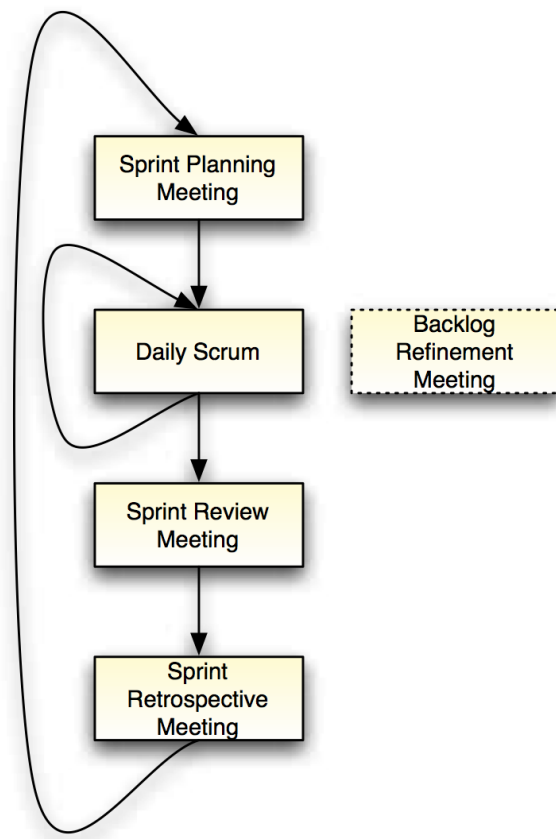 Sprint Planning
Meeting
Daily Scrum
Backlog
Refinement
Meeting
Sprint Review
Meeting
Sprint
Retrospective
Meeting